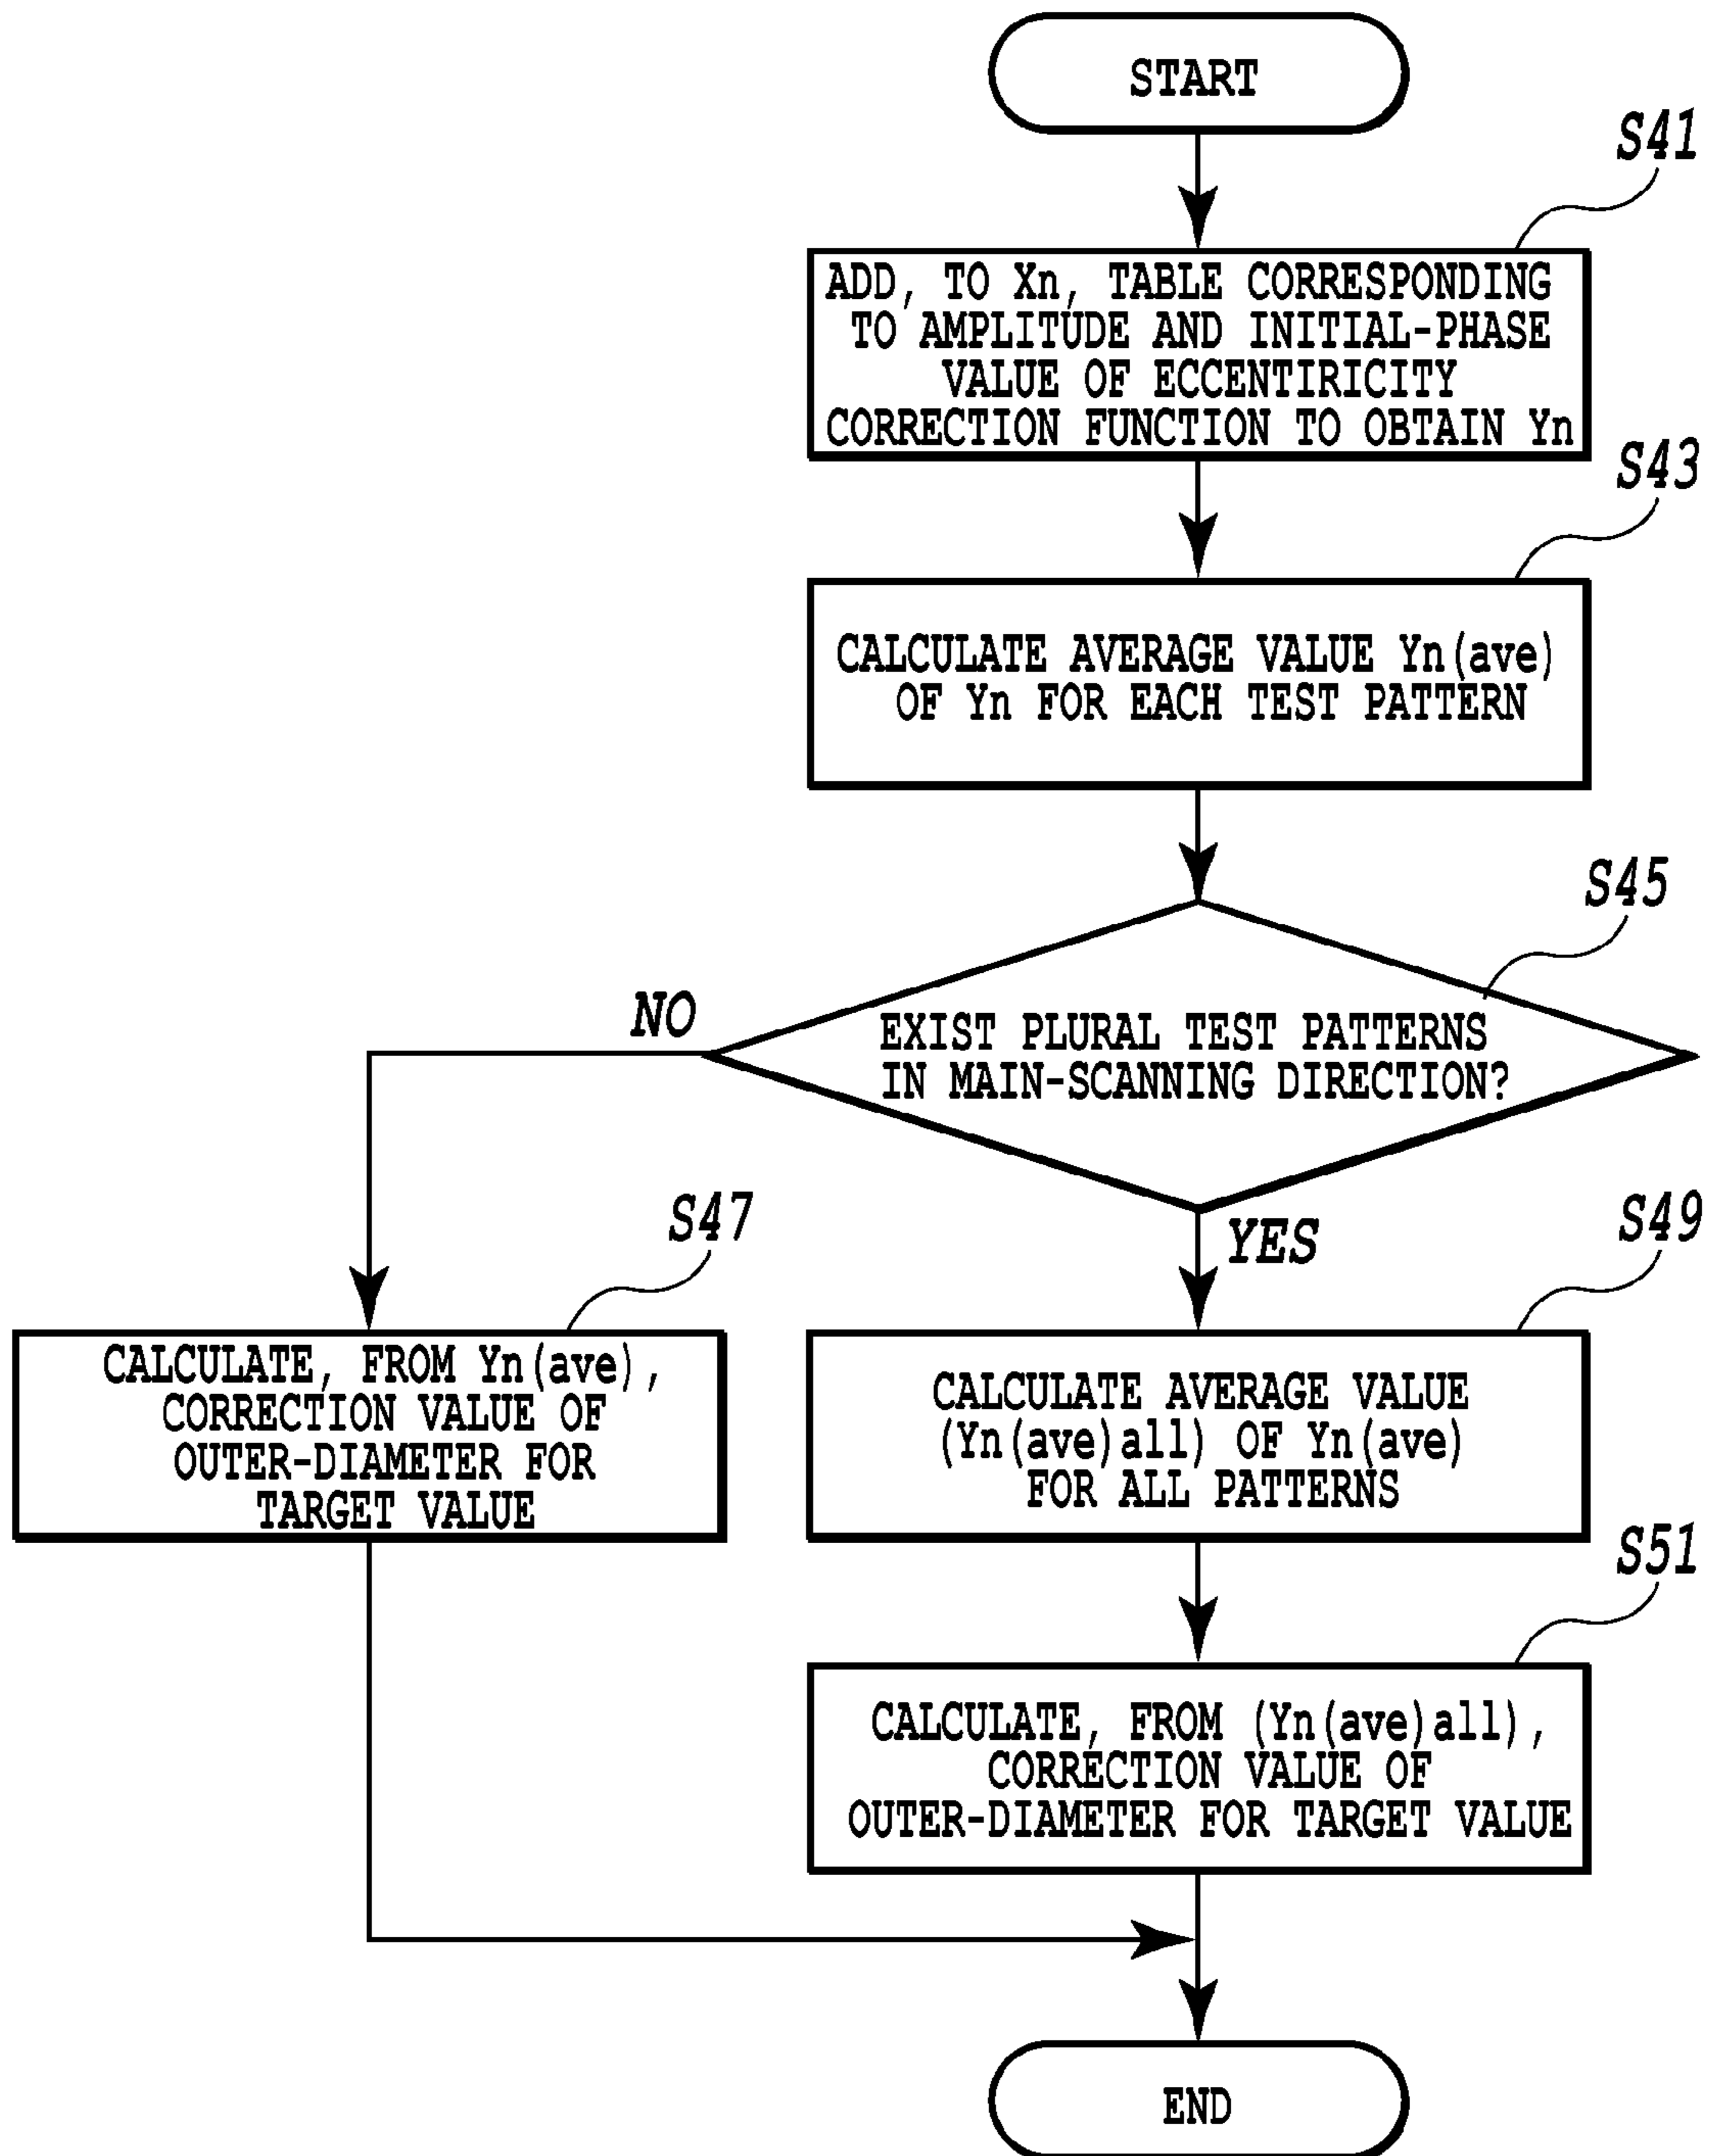 START
S41
ADD, TO Xn, TABLE CORRESPONDING
TO AMPLITUDE AND INITIAL-PHASE
VALUE OF ECCENTIRICITY
CORRECTION FUNCTION TO OBTAIN Yn
S43
CALCULATE AVERAGE VALUE Yn(ave)
OF Yn FOR EACH TEST PATTERN
S45
NO
EXIST PLURAL TEST PATTERNS
IN MAIN-SCANNING DIRECTION?
YES
S47
CALCULATE, FROM Yn(ave),
CORRECTION VALUE OF
OUTER-DIAMETER FOR
TARGET VALUE
S49
CALCULATE AVERAGE VALUE
(Yn(ave)all) OF Yn(ave)
FOR ALL PATTERNS
S51
CALCULATE, FROM (Yn(ave)all),
CORRECTION VALUE OF
OUTER-DIAMETER FOR TARGET VALUE
END